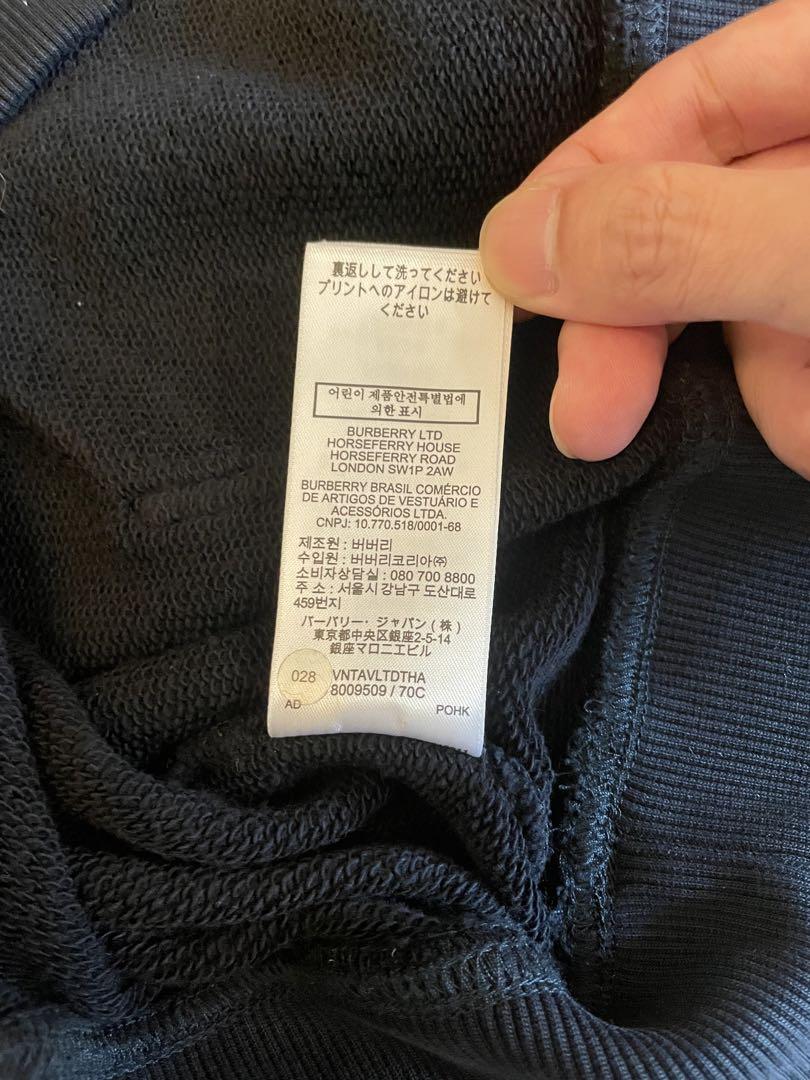 裏返しして洗ってください
プリントへのアイロンは避けて
ください
어린이 제품안전특별법에
의한 표시
BURBERRY LTD
HORSEFERRY HOUSE
HORSEFERRY ROAD
LONDON SW1P 2AW
BURBERRY BRASIL COMÉRCIO
DE ARTIGOS DE VESTUÁRIO E
ACESSÓRIOS LTDA.
CNPJ: 10.770.518/0001-68
제조원 : 버버리
수입원 : 버버리코리아㈜
소비자상담실 : 080 700 8800
주 소 : 서울시 강남구 도산대로
459번지
バーバリー・ジャパン(株)
東京都中央区銀座2-5-14
銀座マロニエビル
028 VNTAVLTDTHA
8009509 / 70C
AD POHK